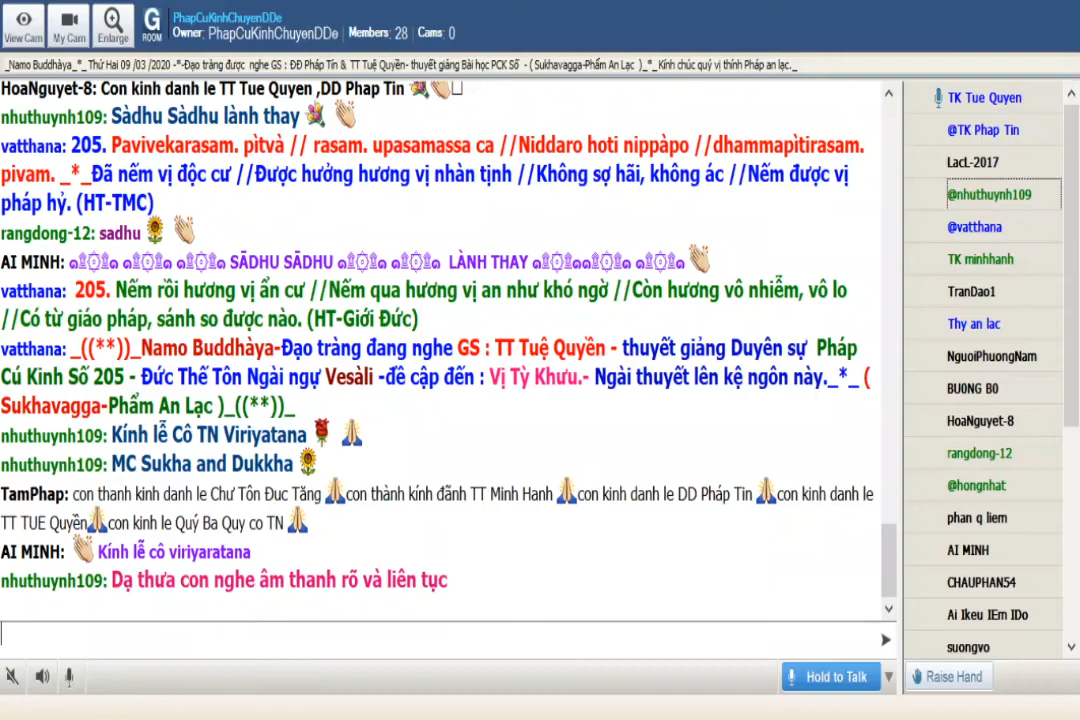 View Cam
My Cam
Enlarge
G
ROOM
PhapCuKinhChuyenDDe
Owner: PhapCuKinhChuyenDDe Members: 28 Cams: 0
_Namo Buddhàya_*_ Thứ Hai 09 /03 /2020 -*-Đạo tràng được nghe GS : ĐĐ Pháp Tín & TT Tuệ Quyền- thuyết giảng Bài học PCK Số - ( Sukhavagga-Phẩm An Lạc )_*_ Kính chúc quý vị thính Pháp an lạc._
HoaNguyet-8: Con kinh danh le TT Tue Quyen ,DD Phap Tin
nhuthuynh109: Sàdhu Sàdhu lành thay
vatthana: 205. Pavivekarasam. pìtvà // rasam. upasamassa ca //Niddaro hoti nippàpo //dhammapìtirasam.
pivam. _*_Đã nếm vị độc cư //Được hưởng hương vị nhàn tịnh //Không sợ hãi, không ác //Nếm được vị
pháp hỷ. (HT-TMC)
rangdong-12: sadhu
AI MINH: SĀDHU SĀDHU LÀNH THAY
vatthana: 205. Nếm rồi hương vị ẩn cư //Nếm qua hương vị an như khó ngờ //Còn hương vô nhiễm, vô lo
//Có từ giáo pháp, sánh so được nào. (HT-Giới Đức)
vatthana: _((**))_Namo Buddhàya-Đạo tràng đang nghe GS : TT Tuệ Quyền - thuyết giảng Duyên sự Pháp
Cú Kinh Số 205 - Đức Thế Tôn Ngài ngự Vesàli -đề cập đến : Vị Tỳ Khưu.- Ngài thuyết lên kệ ngôn này._*_ (
Sukhavagga-Phẩm An Lạc )_((**))_
nhuthuynh109: Kính lễ Cô TN Viriyatana
nhuthuynh109: MC Sukha and Dukkha
TamPhap: con thanh kinh danh le Chư Tôn Đuc Tăng con thành kính đãnh TT Minh Hanh con kinh danh le DD Pháp Tin con kinh danh le
TT TUE Quyền con kinh le Quý Ba Quy co TN
AI MINH: Kính lễ cô viriyaratana
nhuthuynh109: Dạ thưa con nghe âm thanh rõ và liên tục
Hold to Talk
TK Tue Quyen
@TK Phap Tin
LacL-2017
@nhuthuynh109
@vatthana
TK minhhanh
TranDao1
Thy an lac
NguoiPhuongNam
BUONG BO
HoaNguyet-8
rangdong-12
@hongnhat
phan q liem
AI MINH
CHAUPHAN54
Ai Ikeu IEm IDo
suongvo
Raise Hand